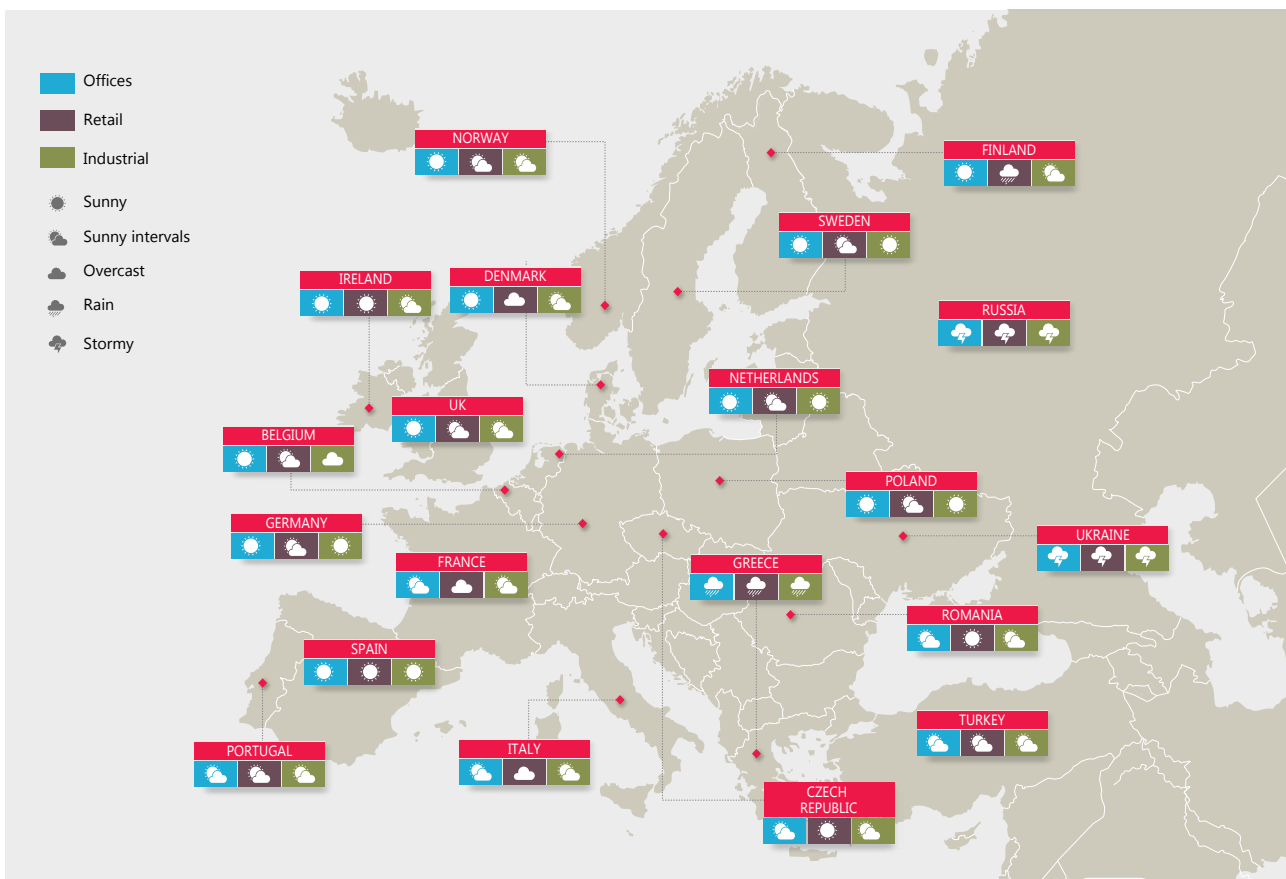 Offices
Retail
Industrial
Sunny
Sunny intervals
Overcast
Rain
Stormy
NORWAY
FINLAND
SWEDEN
IRELAND
DENMARK
RUSSIA
NETHERLANDS
UK
BELGIUM
POLAND
GERMANY
UKRAINE
FRANCE
GREECE
ROMANIA
SPAIN
TURKEY
PORTUGAL
ITALY
CZECH
REPUBLIC